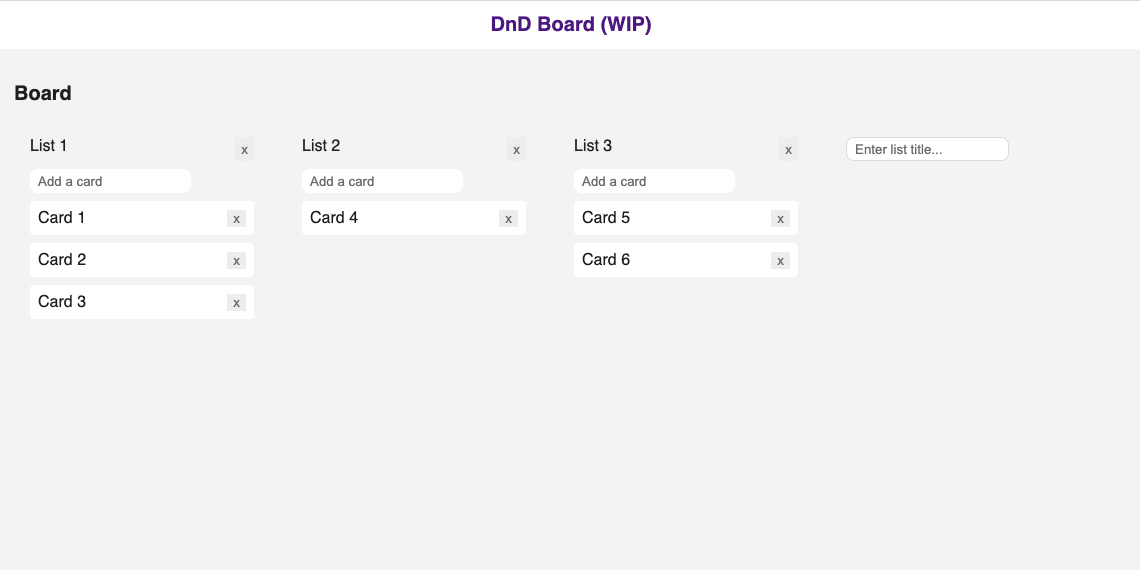 DnD Board (WIP)
Board
List 1
x
Add a card
Card 1
x
Card 2
x
Card 3
x
List 2
x
Add a card
Card 4
x
List 3
x
Add a card
Card 5
x
Card 6
x
Enter list title...